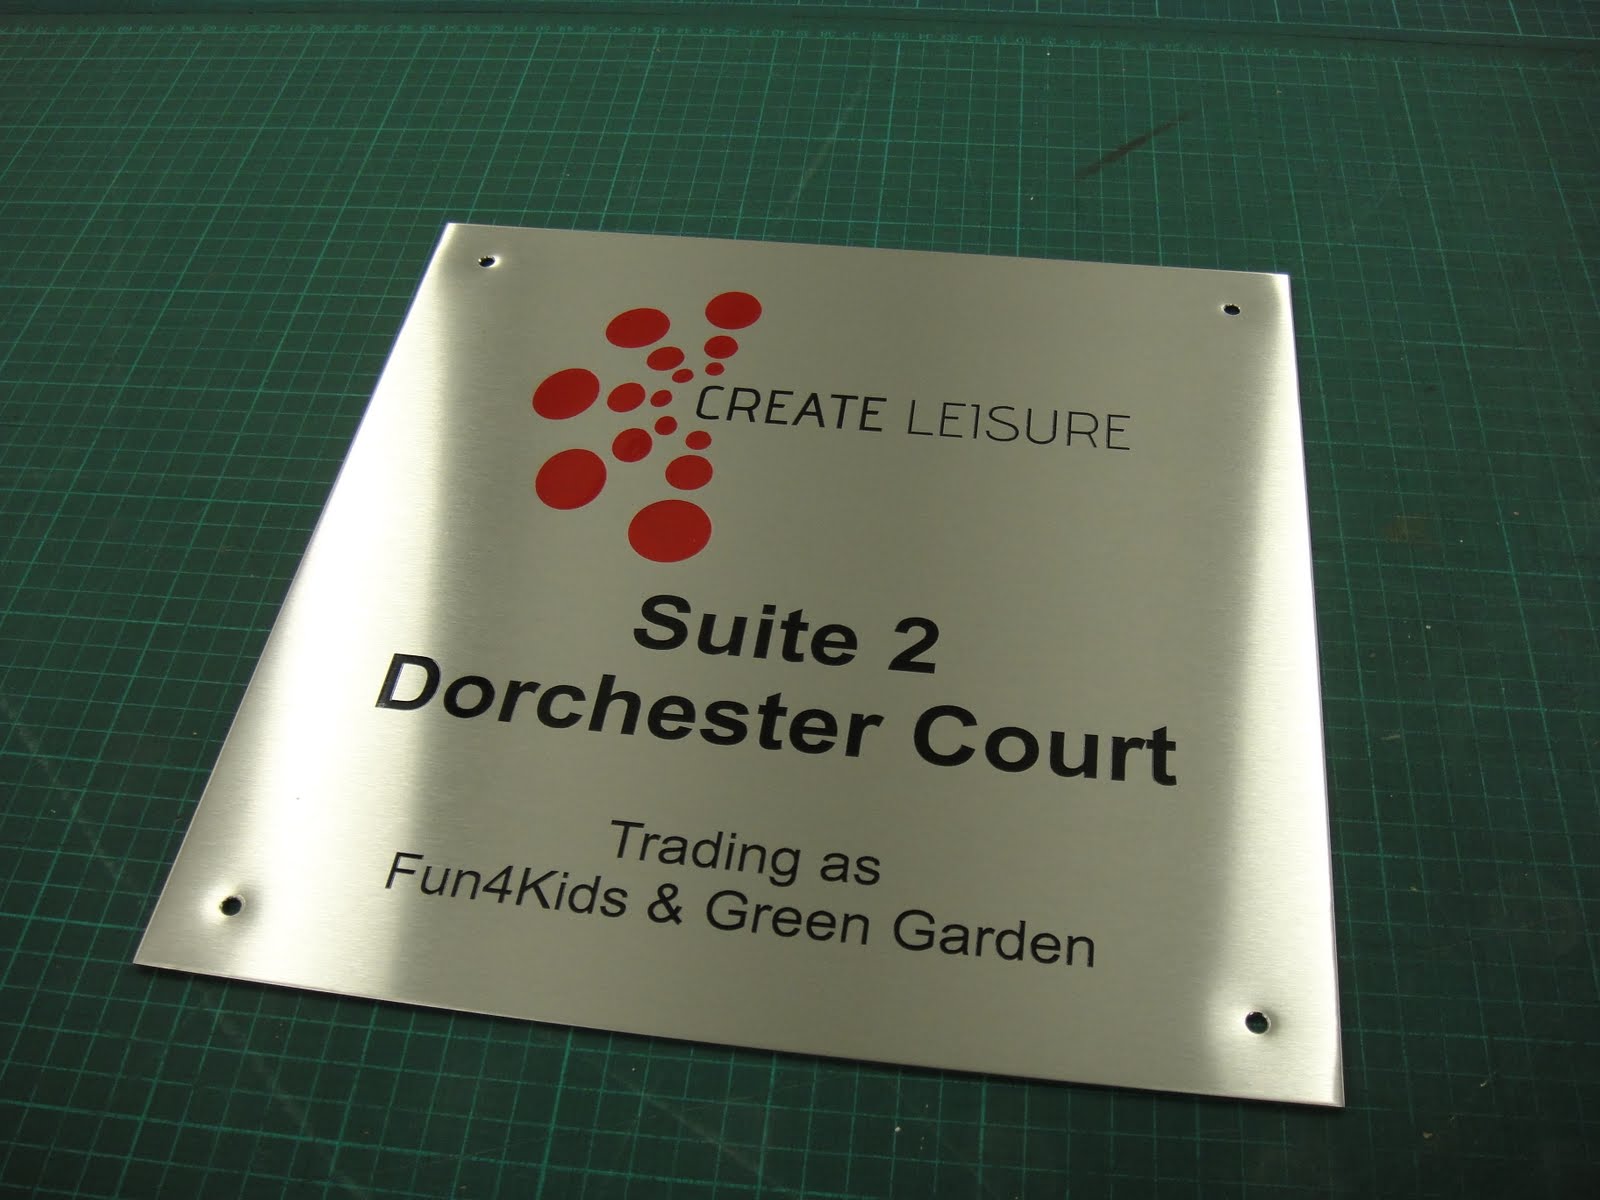 CREATE LEISURE
Suite 2
Dorchester Court
Trading as
Fun4Kids & Green Garden